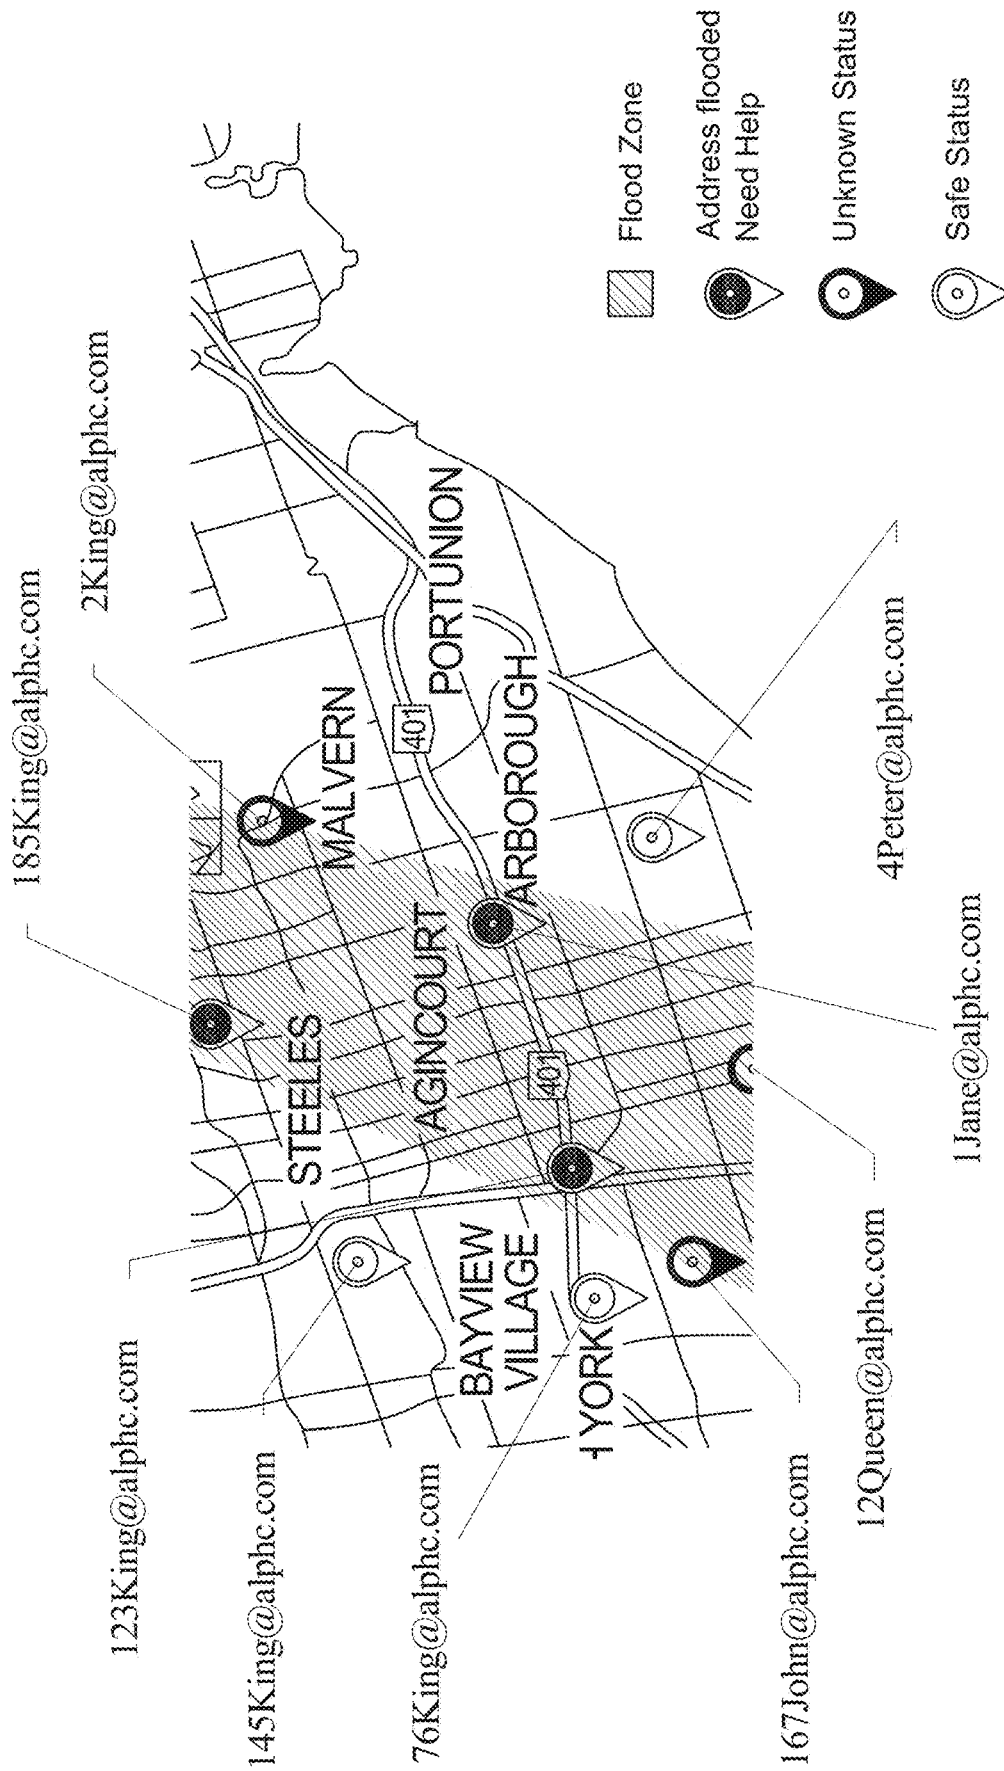 123King@alphc.com
185King@alphc.com
2King@alphc.com
145King@alphc.com
76King@alphc.com
STEELES
MALVERN
AGINCOURT
401
PORTUNION
BAYVIEW
VILLAGE
401
ARBOROUGH
H YORK
167John@alphc.com
12Queen@alphc.com
1Jane@alphc.com
4Peter@alphc.com
Flood Zone
Address flooded
Need Help
Unknown Status
Safe Status